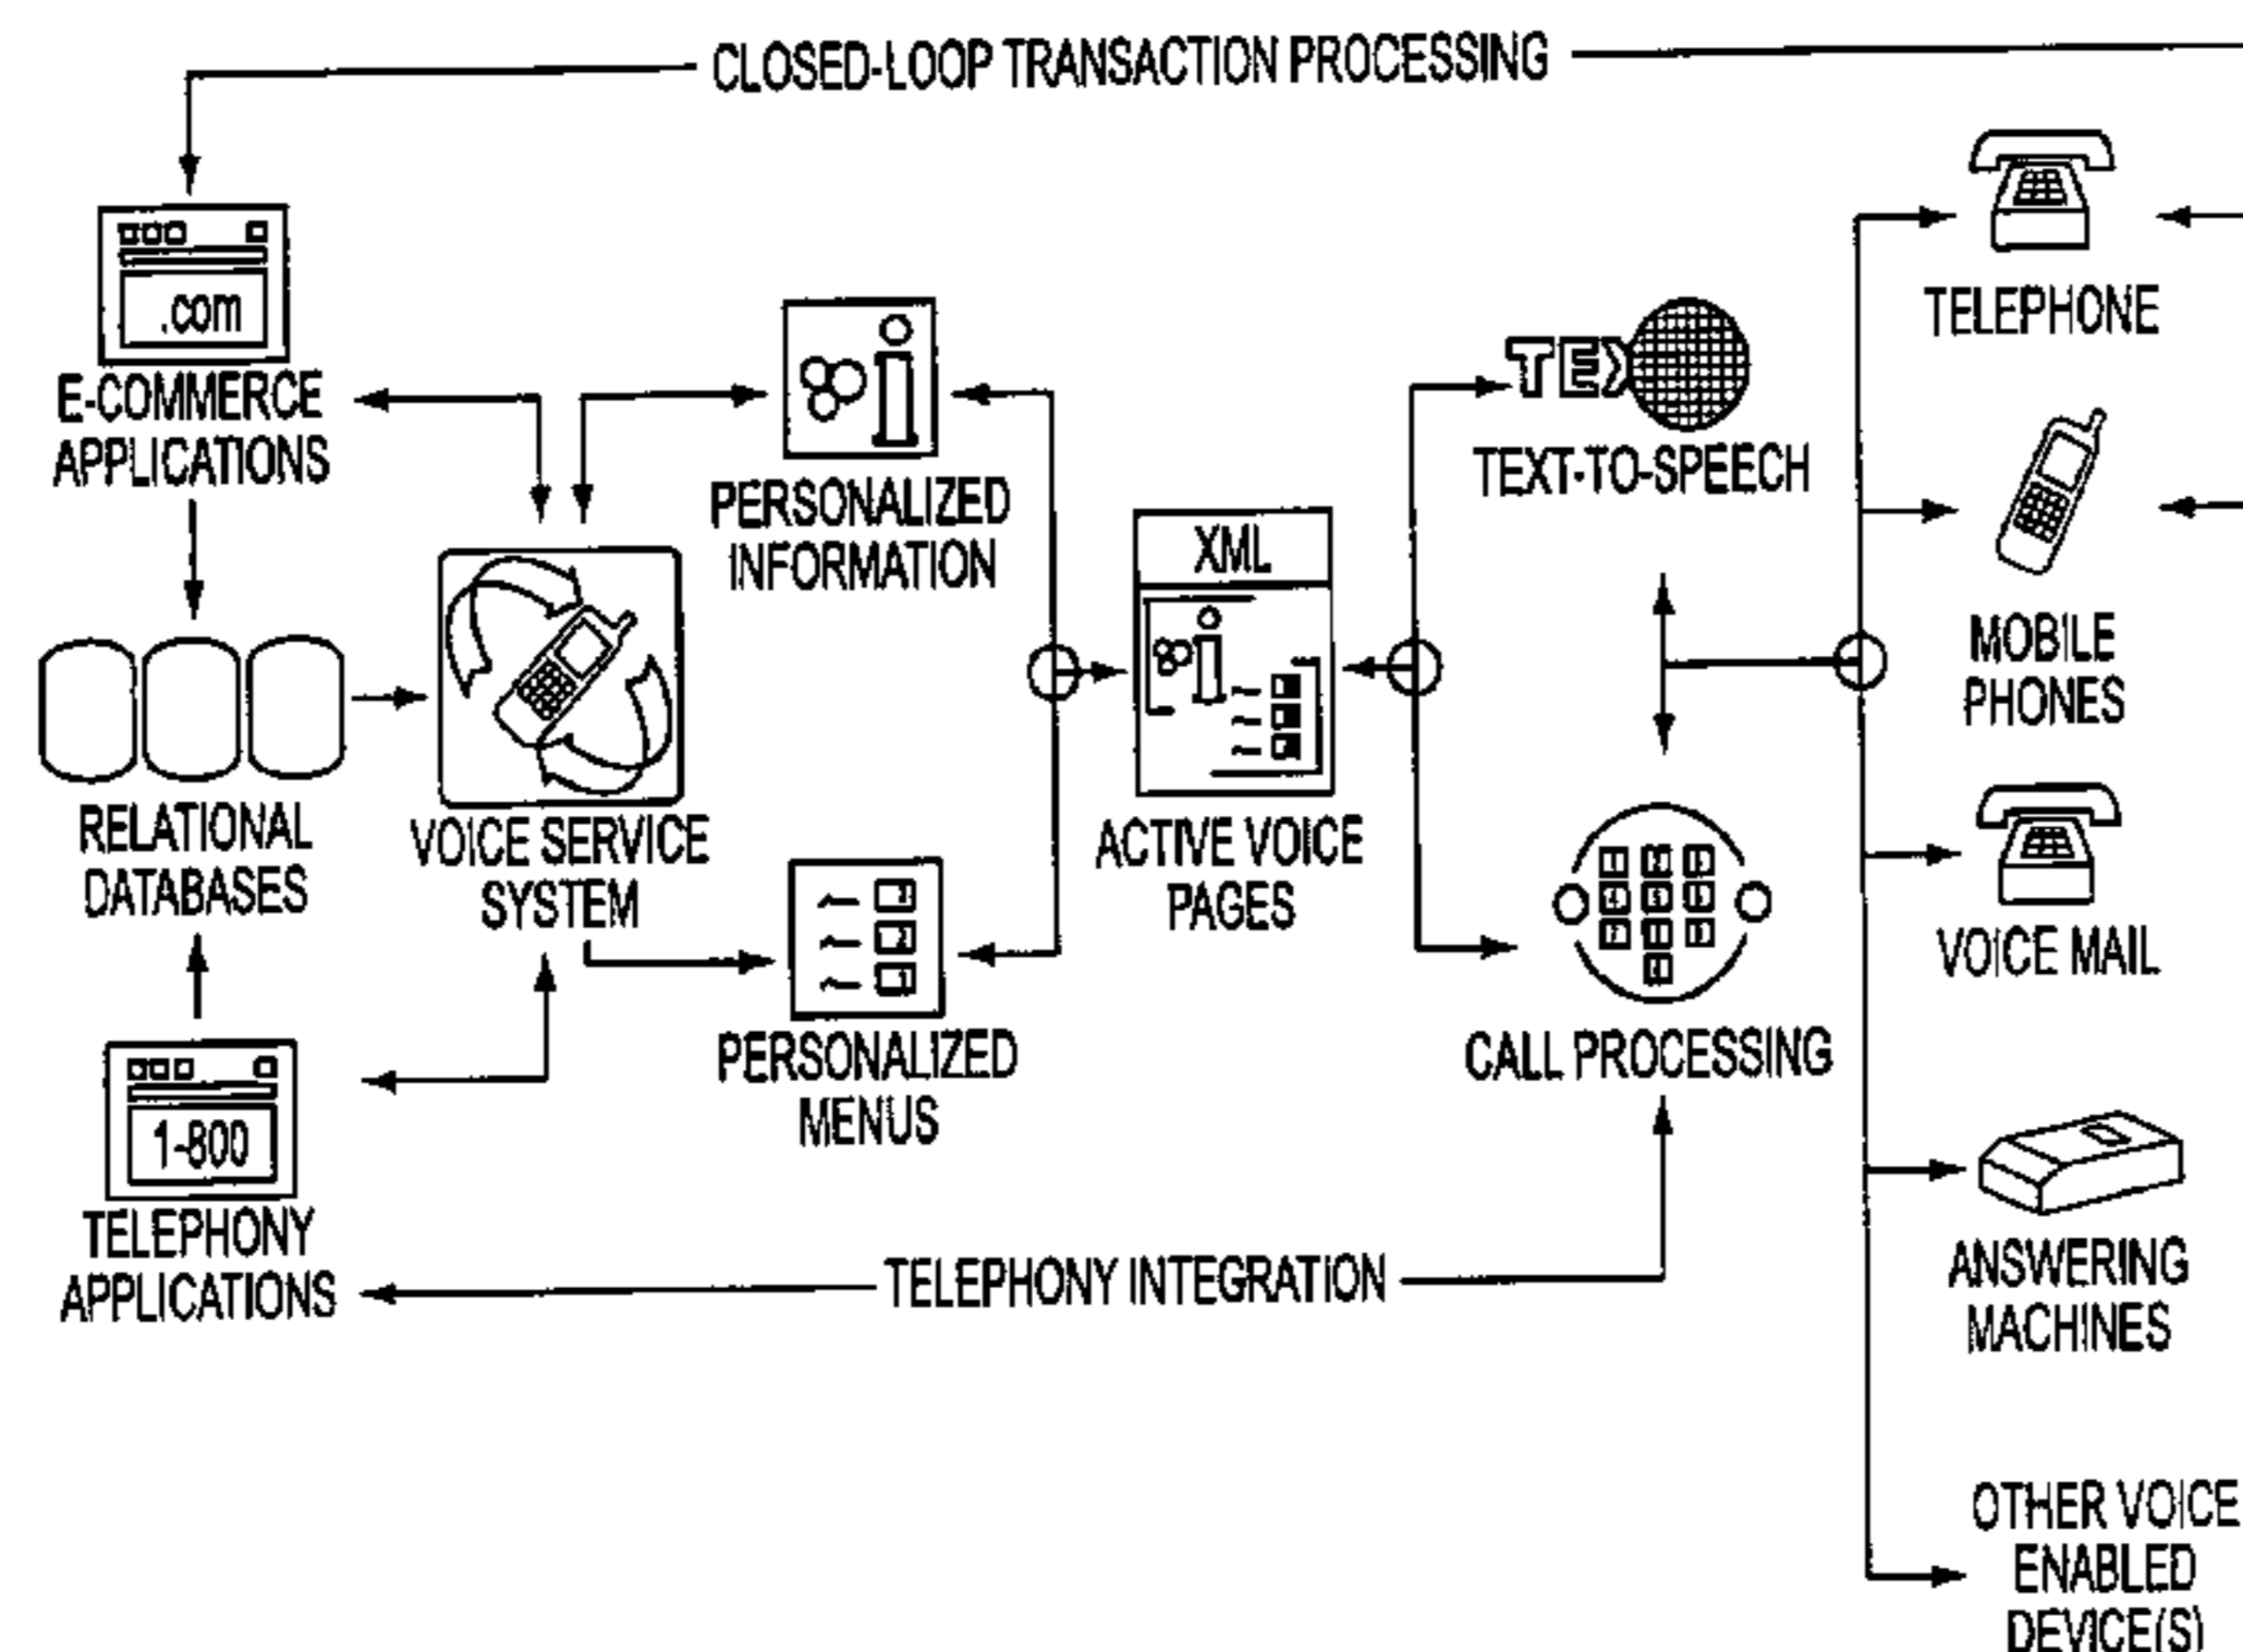 CLOSED-LOOP TRANSACTION PROCESSING
.com
E-COMMERCE
APPLICATIONS
PERSONALIZED
INFORMATION
TEX
TEXT-TO-SPEECH
TELEPHONE
XML
MOBILE
PHONES
RELATIONAL
DATABASES
VOICE SERVICE
SYSTEM
ACTIVE VOICE
PAGES
VOICE MAIL
PERSONALIZED
MENUS
CALL PROCESSING
1-800
TELEPHONY
APPLICATIONS
TELEPHONY INTEGRATION
ANSWERING
MACHINES
OTHER VOICE
ENABLED
DEVICE(S)